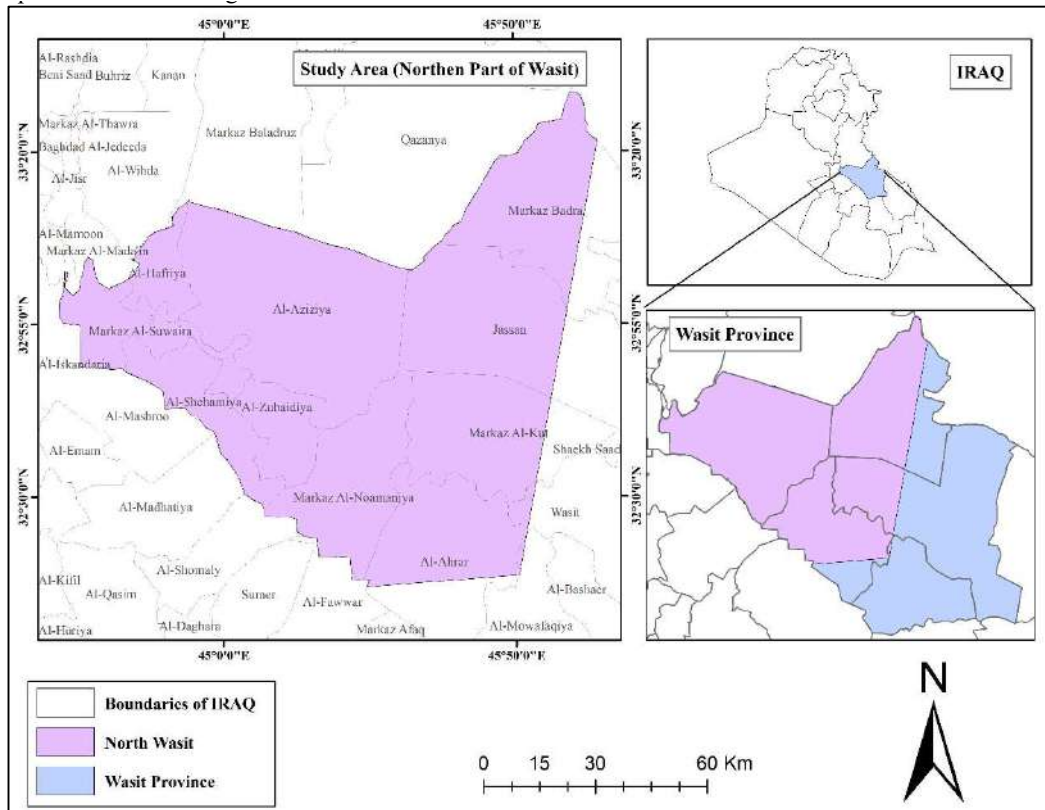 45°0'0"E
45°50'0"E
Study Area (Northen Part of Wasit)
Al-Rashdia
Beni Saad
Buhriz
Kanan
Markaz Al-Thawra
Markaz Baladruz
Qazanya
Baghdad Al-Jedeeda
Al-Jisr
Al-Wihda
Markaz Badra
Al-Mamoon
Markaz Al-Madain
Al-Hafriya
Al-Aziziya
Jassan
Markaz Al-Suwaira
Al-Iskandaria
Al-Shehamiya
Al-Zubaidiya
Al-Mashroo
Markaz Al-Kut
Shaekh Saad
Al-Emam
Markaz Al-Noamaniya
Al-Madhatiya
Wasit
Al-Ahrar
Al-Shomaly
Al-Kifil
Al-Qasim
Sumer
Al-Fawwar
Al-Bashaer
Al-Huriya
Al-Daghara
Markaz Afaq
Al-Mowafaqiya
33°20'0"N
32°55'0"N
32°30'0"N
33°20'0"N
32°55'0"N
32°30'0"N
45°0'0"E
45°50'0"E
IRAQ
Wasit Province
Boundaries of IRAQ
North Wasit
Wasit Province
0 15 30 60 Km
N